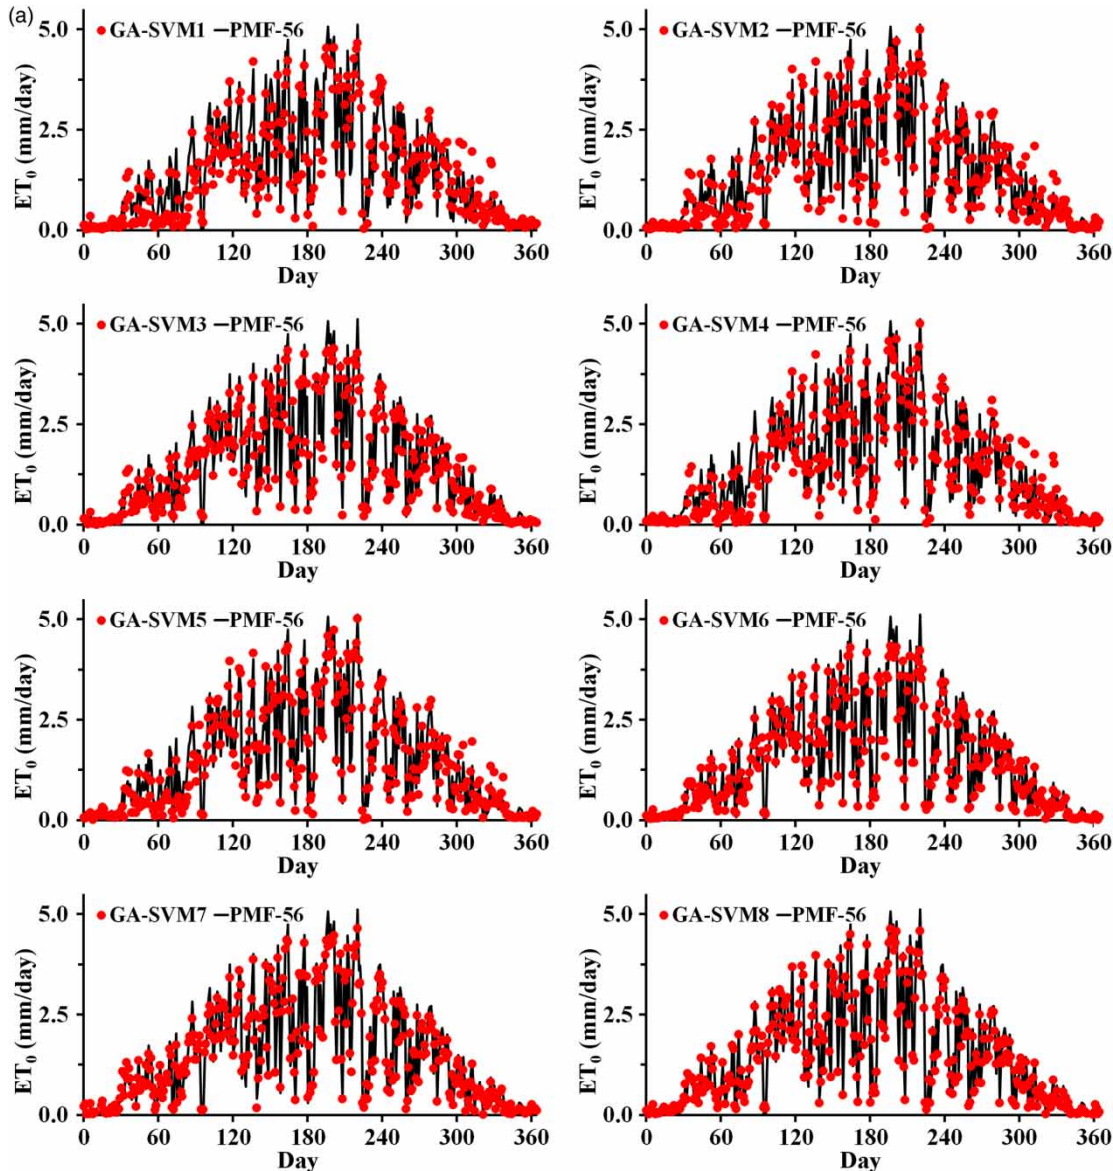 (a)
GA-SVM1 PMF-56
5.0
2.5
0.0
ET₀ (mm/day)
0 60 120 180 240 300 360
Day
GA-SVM2 PMF-56
5.0
2.5
0.0
ET₀ (mm/day)
0 60 120 180 240 300 360
Day
GA-SVM3 PMF-56
5.0
2.5
0.0
ET₀ (mm/day)
0 60 120 180 240 300 360
Day
GA-SVM4 PMF-56
5.0
2.5
0.0
ET₀ (mm/day)
0 60 120 180 240 300 360
Day
GA-SVM5 PMF-56
5.0
2.5
0.0
ET₀ (mm/day)
0 60 120 180 240 300 360
Day
GA-SVM6 PMF-56
5.0
2.5
0.0
ET₀ (mm/day)
0 60 120 180 240 300 360
Day
GA-SVM7 PMF-56
5.0
2.5
0.0
ET₀ (mm/day)
0 60 120 180 240 300 360
Day
GA-SVM8 PMF-56
5.0
2.5
0.0
ET₀ (mm/day)
0 60 120 180 240 300 360
Day